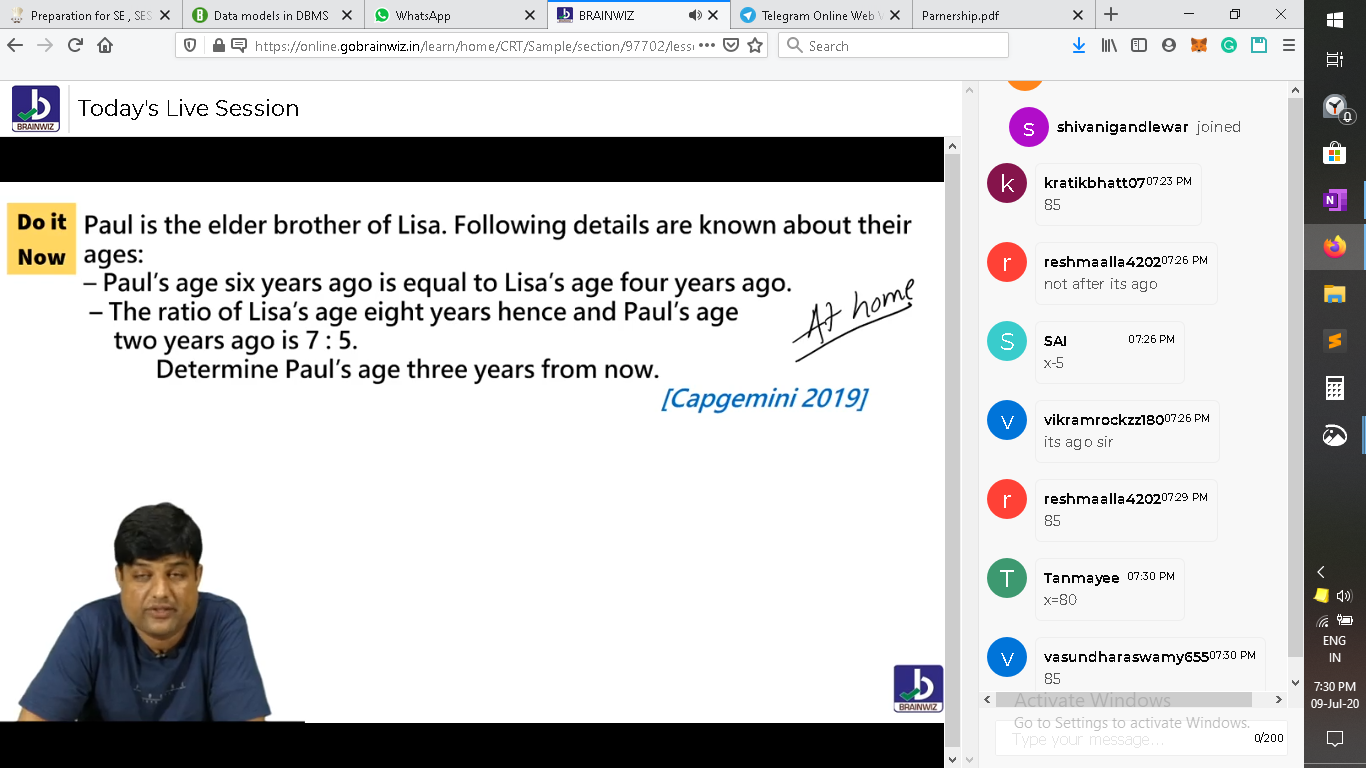 Preparation for SE , SES
Data models in DBMS
WhatsApp
BRAINWIZ
Telegram Online Web
Parnership.pdf
https://online.gobrainwiz.in/learn/home/CRT/Sample/section/97702/less
Search
BRAINWIZ
Today's Live Session
Do it
Now
Paul is the elder brother of Lisa. Following details are known about their
ages:
– Paul's age six years ago is equal to Lisa's age four years ago.
– The ratio of Lisa's age eight years hence and Paul's age
two years ago is 7 : 5.
Determine Paul's age three years from now.
At home
[Capgemini 2019]
BRAINWIZ
s
shivanigandlewar joined
k
kratikbhatt07 07:23 PM
85
r
reshmaalla4202 07:26 PM
not after its ago
S
SAI 07:26 PM
x-5
v
vikramrockzz180 07:26 PM
its ago sir
r
reshmaalla4202 07:29 PM
85
T
Tanmayee 07:30 PM
x=80
v
vasundharaswamy655 07:30 PM
85
Activate Windows
Go to Settings to activate Windows.
Type your message...
0/200
ENG
IN
7:30 PM
09-Jul-20